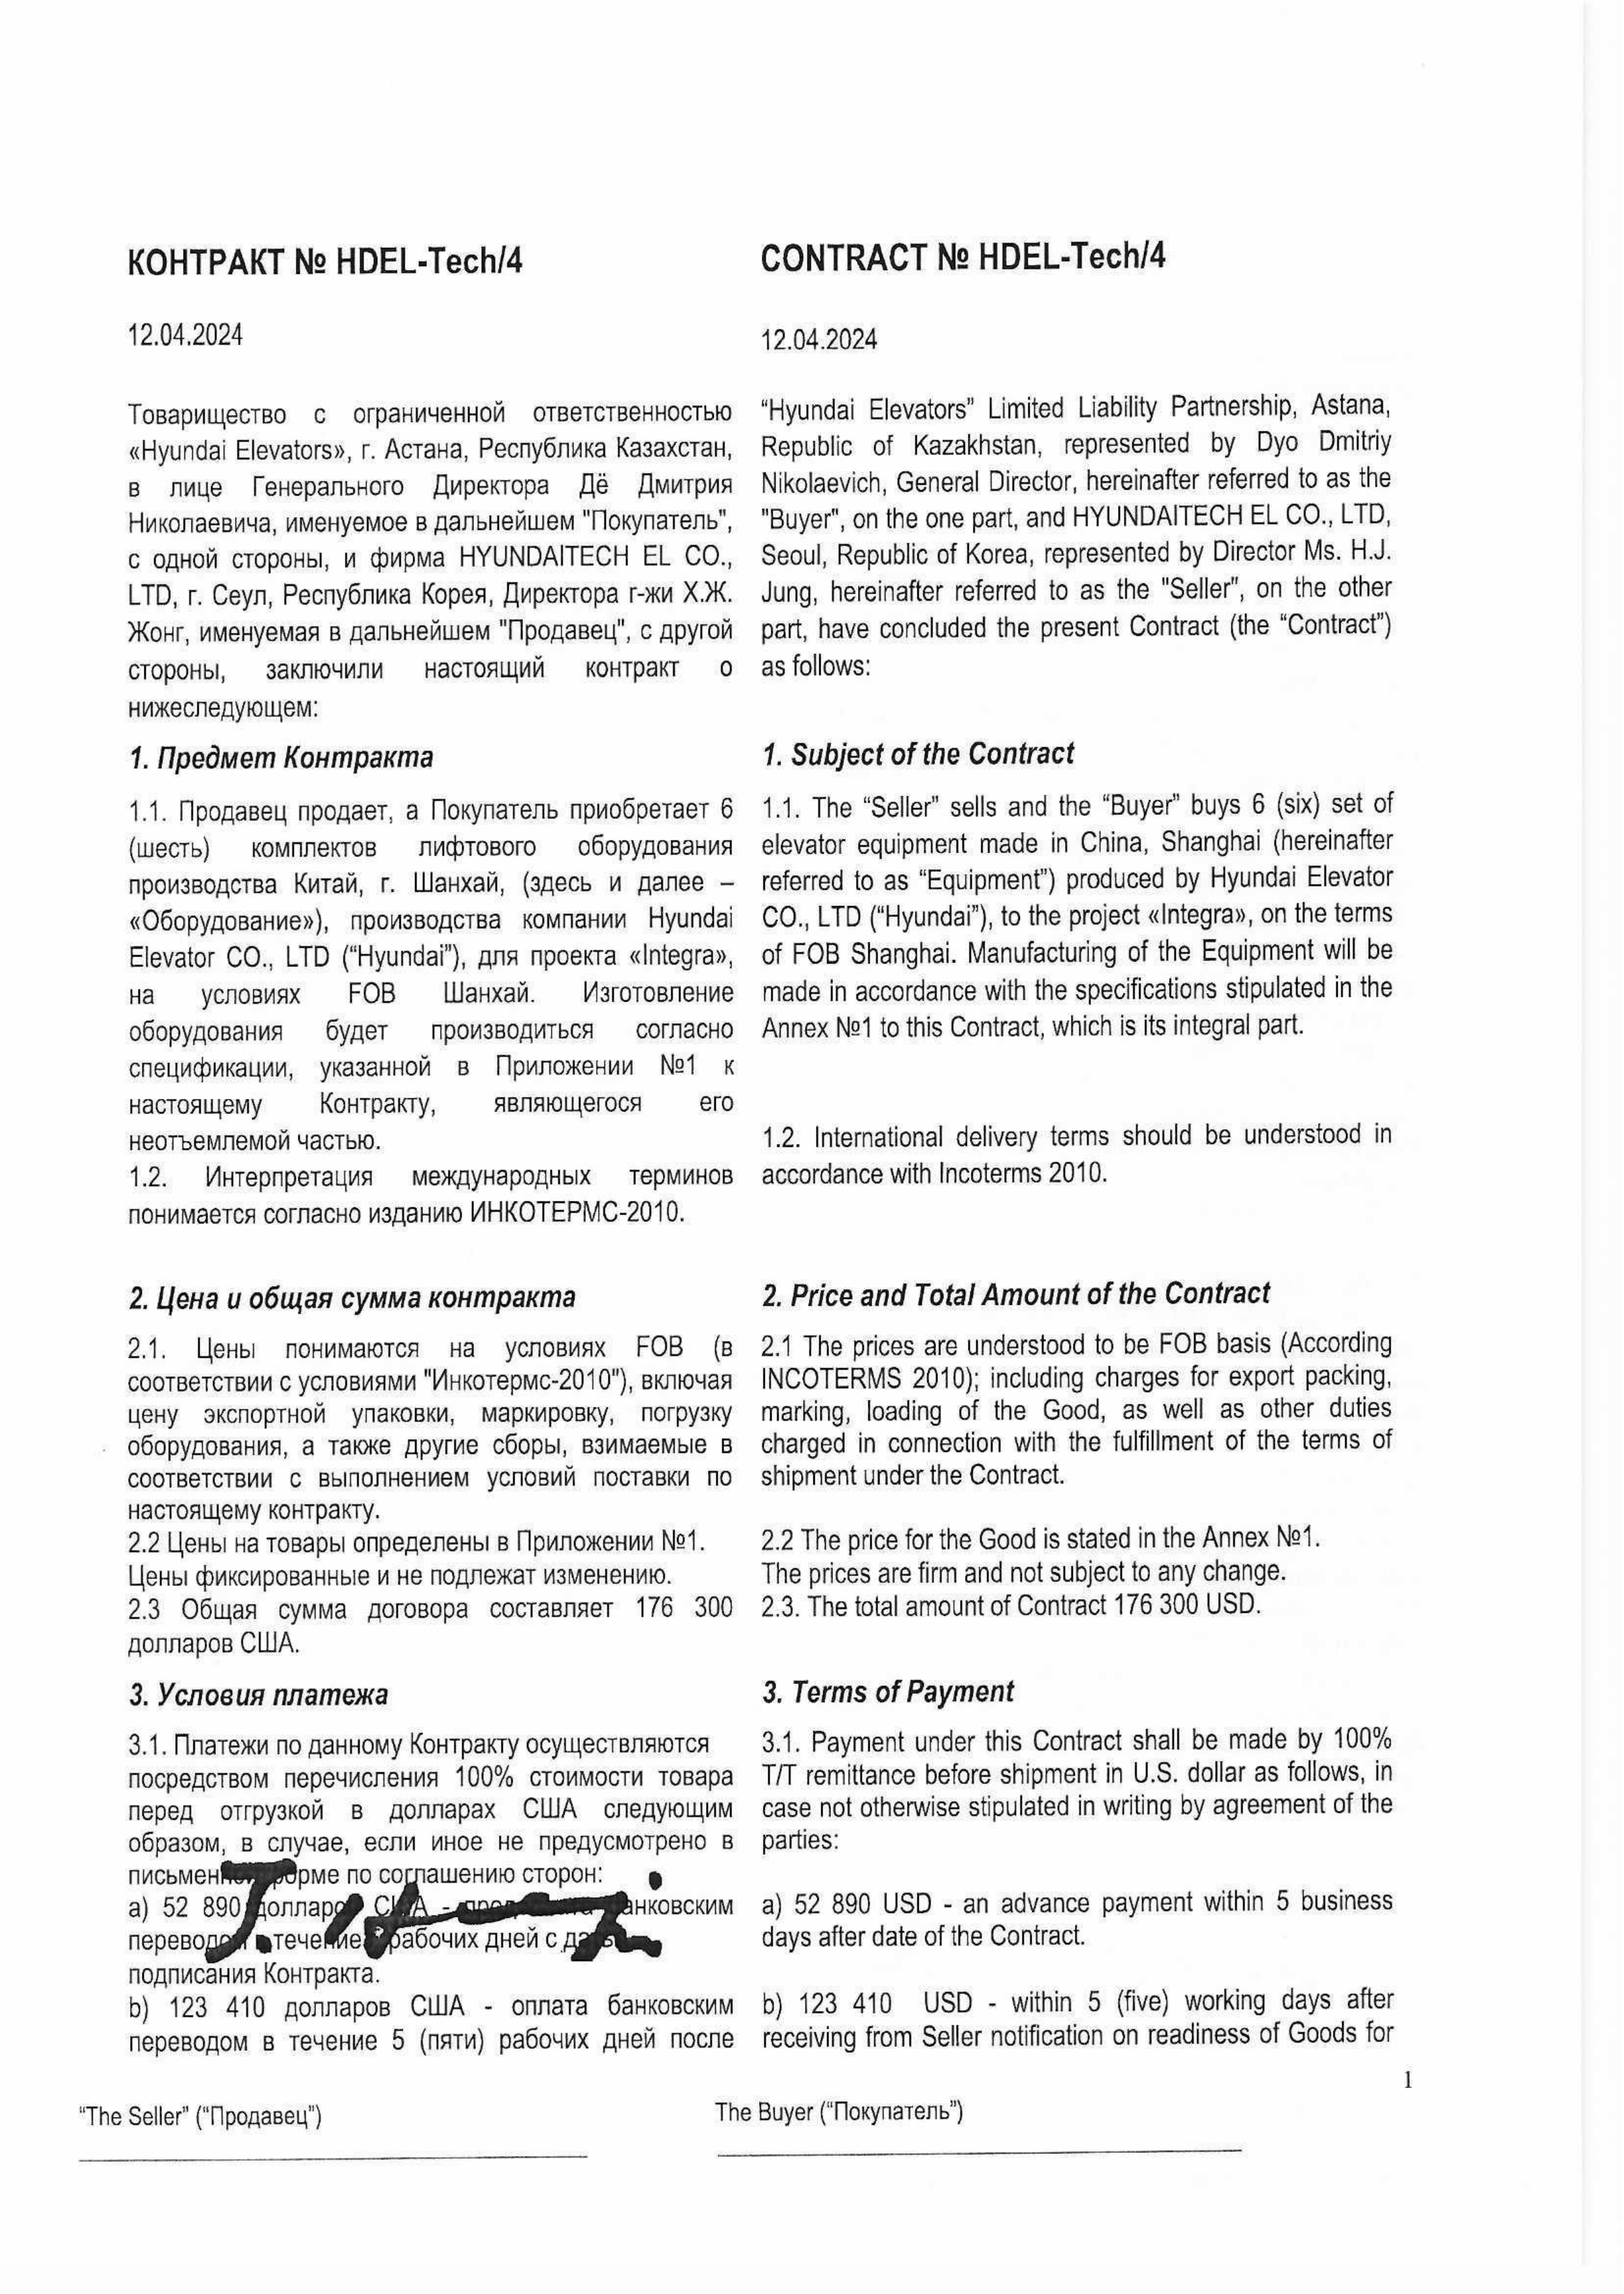 КОНТРАКТ № HDEL-Tech/4
12.04.2024
Товарищество с ограниченной ответственностью
«Hyundai Elevators», г. Астана, Республика Казахстан,
в лице Генерального Директора Дё Дмитрия
Николаевича, именуемое в дальнейшем "Покупатель",
с одной стороны, и фирма HYUNDAITECH EL CO.,
LTD, г. Сеул, Республика Корея, Директора г-жи Х.Ж.
Жонг, именуемая в дальнейшем "Продавец", с другой
стороны, заключили настоящий контракт о
нижеследующем:
1. Предмет Контракта
1.1. Продавец продает, а Покупатель приобретает 6
(шесть) комплектов лифтового оборудования
производства Китай, г. Шанхай, (здесь и далее –
«Оборудование»), производства компании Hyundai
Elevator CO., LTD (“Hyundai”), для проекта «Integra»,
на условиях FOB Шанхай. Изготовление
оборудования будет производиться согласно
спецификации, указанной в Приложении №1 к
настоящему Контракту, являющегося его
неотъемлемой частью.
1.2. Интерпретация международных терминов
понимается согласно изданию ИНКОТЕРМС-2010.
2. Цена и общая сумма контракта
2.1. Цены понимаются на условиях FOB (в
соответствии с условиями "Инкотермс-2010"), включая
цену экспортной упаковки, маркировку, погрузку
оборудования, а также другие сборы, взимаемые в
соответствии с выполнением условий поставки по
настоящему контракту.
2.2 Цены на товары определены в Приложении №1.
Цены фиксированные и не подлежат изменению.
2.3 Общая сумма договора составляет 176 300
долларов США.
3. Условия платежа
3.1. Платежи по данному Контракту осуществляются
посредством перечисления 100% стоимости товара
перед отгрузкой в долларах США следующим
образом, в случае, если иное не предусмотрено в
по соглашению сторон:
a) 52 890 США - банковским
рабочих дней с
подписания Контракта.
b) 123 410 долларов США - оплата банковским
переводом в течение 5 (пяти) рабочих дней после
CONTRACT № HDEL-Tech/4
12.04.2024
“Hyundai Elevators” Limited Liability Partnership, Astana,
Republic of Kazakhstan, represented by Dyo Dmitriy
Nikolaevich, General Director, hereinafter referred to as the
"Buyer", on the one part, and HYUNDAITECH EL CO., LTD,
Seoul, Republic of Korea, represented by Director Ms. H.J.
Jung, hereinafter referred to as the "Seller", on the other
part, have concluded the present Contract (the “Contract”)
as follows:
1. Subject of the Contract
1.1. The “Seller” sells and the “Buyer” buys 6 (six) set of
elevator equipment made in China, Shanghai (hereinafter
referred to as “Equipment”) produced by Hyundai Elevator
CO., LTD (“Hyundai”), to the project «Integra», on the terms
of FOB Shanghai. Manufacturing of the Equipment will be
made in accordance with the specifications stipulated in the
Annex №1 to this Contract, which is its integral part.
1.2. International delivery terms should be understood in
accordance with Incoterms 2010.
2. Price and Total Amount of the Contract
2.1 The prices are understood to be FOB basis (According
INCOTERMS 2010); including charges for export packing,
marking, loading of the Good, as well as other duties
charged in connection with the fulfillment of the terms of
shipment under the Contract.
2.2 The price for the Good is stated in the Annex №1.
The prices are firm and not subject to any change.
2.3. The total amount of Contract 176 300 USD.
3. Terms of Payment
3.1. Payment under this Contract shall be made by 100%
T/T remittance before shipment in U.S. dollar as follows, in
case not otherwise stipulated in writing by agreement of the
parties:
a) 52 890 USD - an advance payment within 5 business
days after date of the Contract.
b) 123 410 USD - within 5 (five) working days after
receiving from Seller notification on readiness of Goods for
1
“The Seller” (“Продавец”)
The Buyer (“Покупатель”)